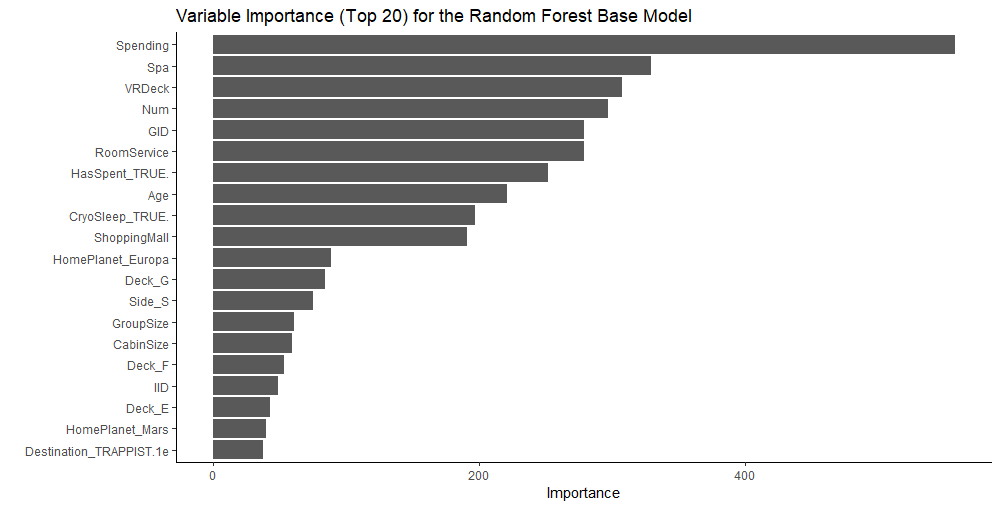 Variable Importance (Top 20) for the Random Forest Base Model
Spending
Spa
VRDeck
Num
GID
RoomService
HasSpent_TRUE.
Age
CryoSleep_TRUE.
ShoppingMall
HomePlanet_Europa
Deck_G
Side_S
GroupSize
CabinSize
Deck_F
IID
Deck_E
HomePlanet_Mars
Destination_TRAPPIST.1e
0 200 400
Importance